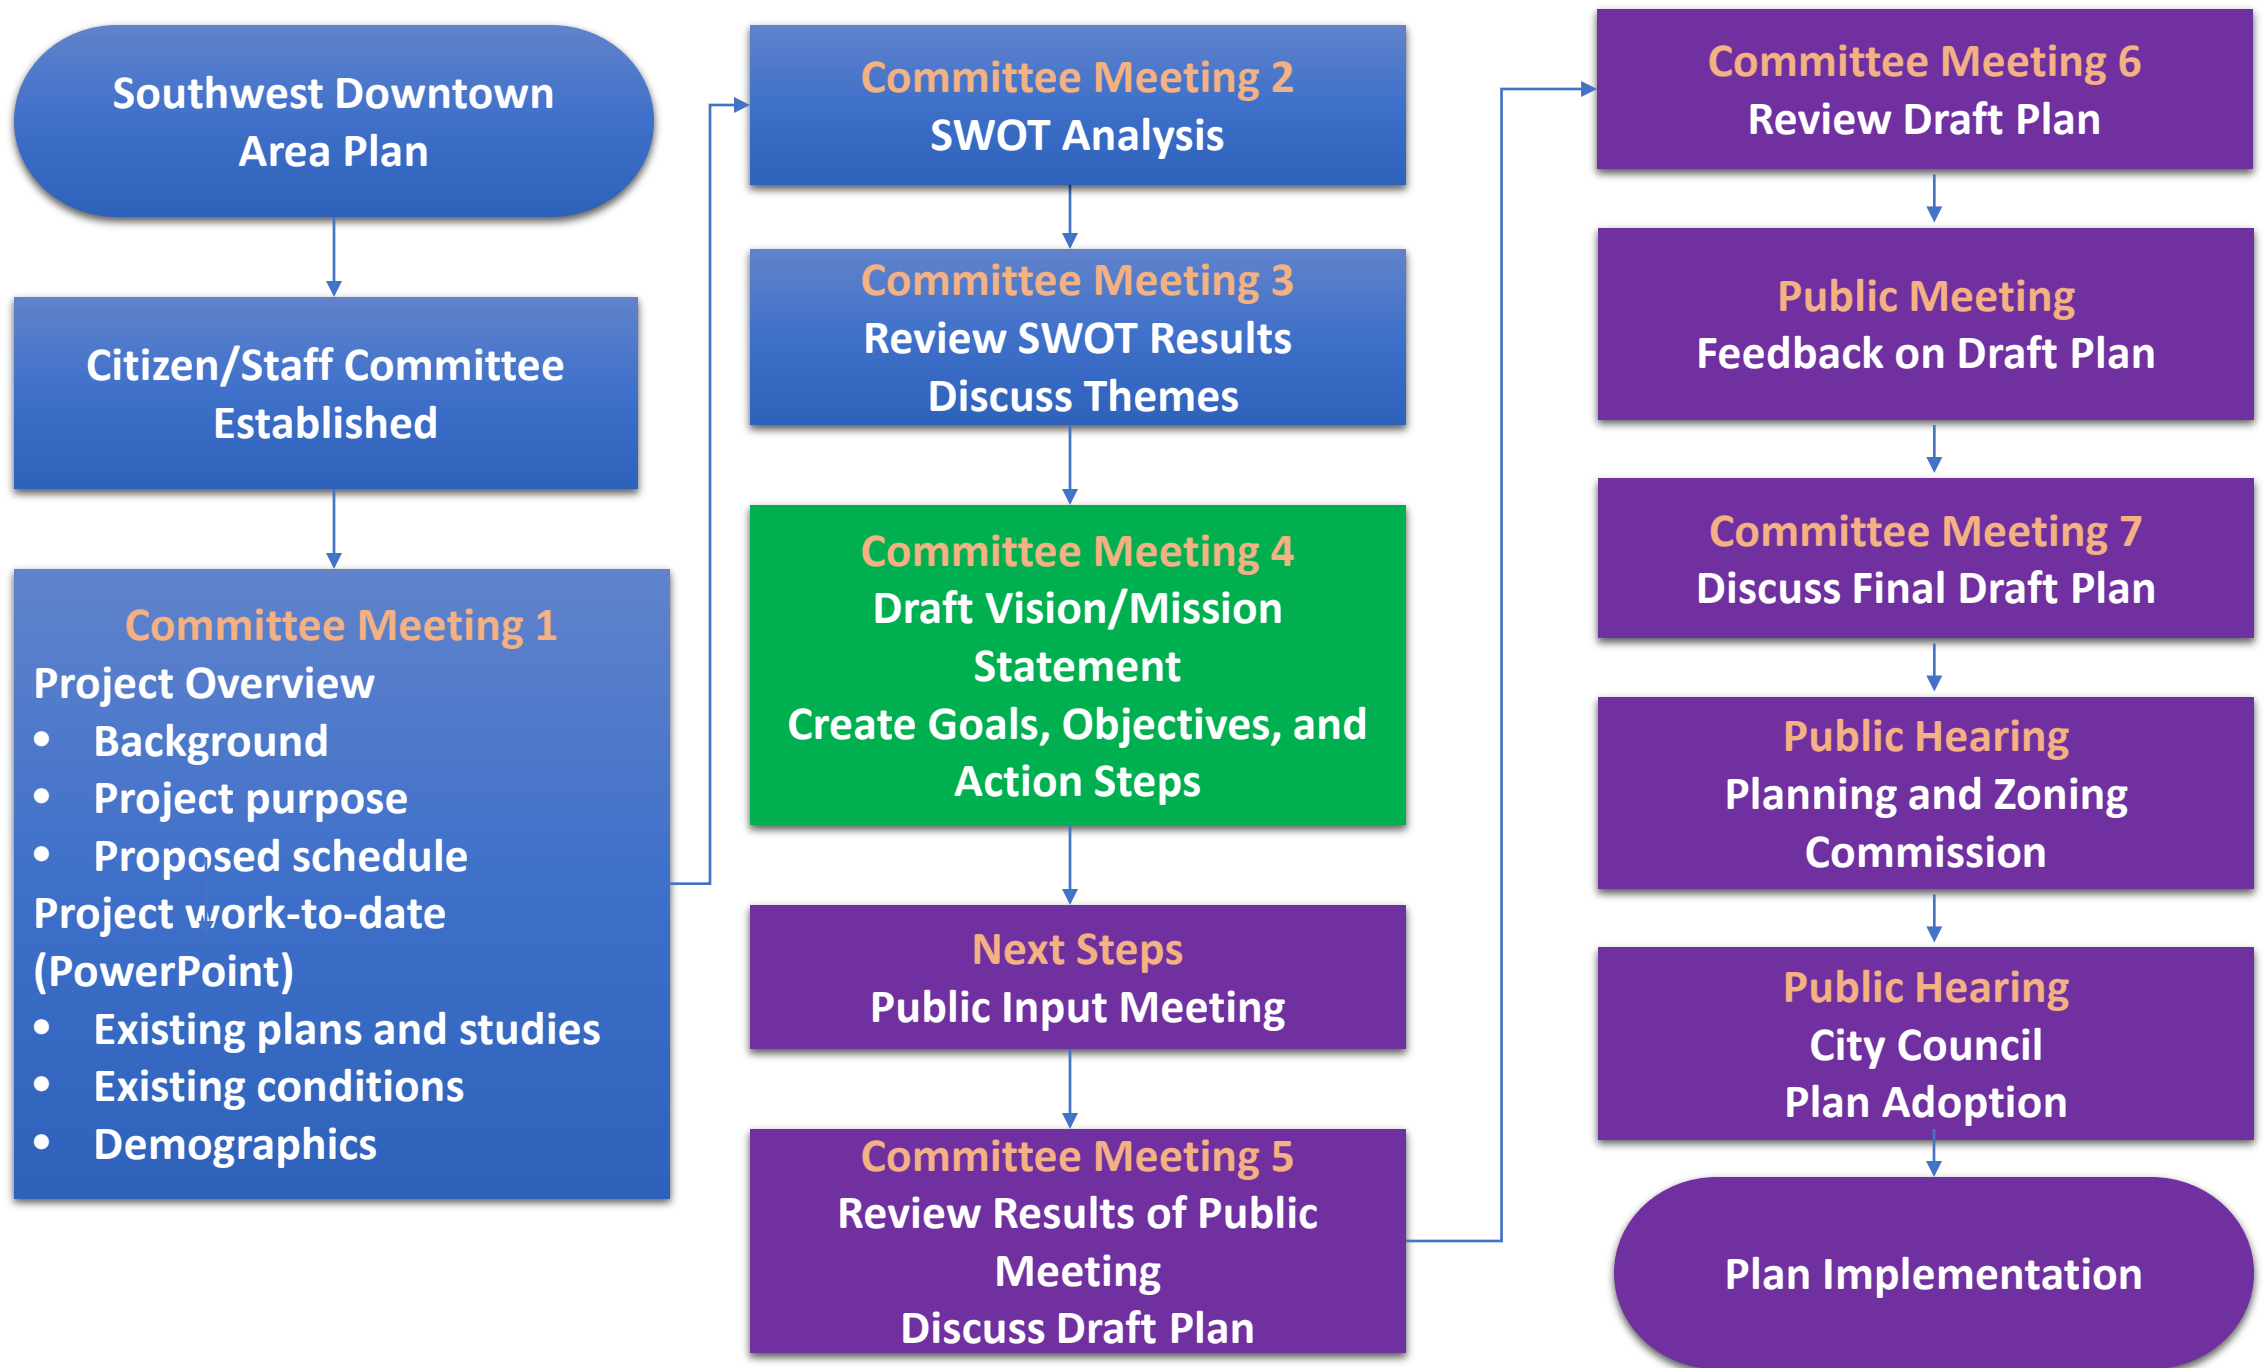 Southwest Downtown
Area Plan
Citizen/Staff Committee
Established
Committee Meeting 1
Project Overview
• Background
• Project purpose
• Proposed schedule
Project work-to-date
(PowerPoint)
• Existing plans and studies
• Existing conditions
• Demographics
Committee Meeting 2
SWOT Analysis
Committee Meeting 3
Review SWOT Results
Discuss Themes
Committee Meeting 4
Draft Vision/Mission
Statement
Create Goals, Objectives, and
Action Steps
Next Steps
Public Input Meeting
Committee Meeting 5
Review Results of Public
Meeting
Discuss Draft Plan
Committee Meeting 6
Review Draft Plan
Public Meeting
Feedback on Draft Plan
Committee Meeting 7
Discuss Final Draft Plan
Public Hearing
Planning and Zoning
Commission
Public Hearing
City Council
Plan Adoption
Plan Implementation